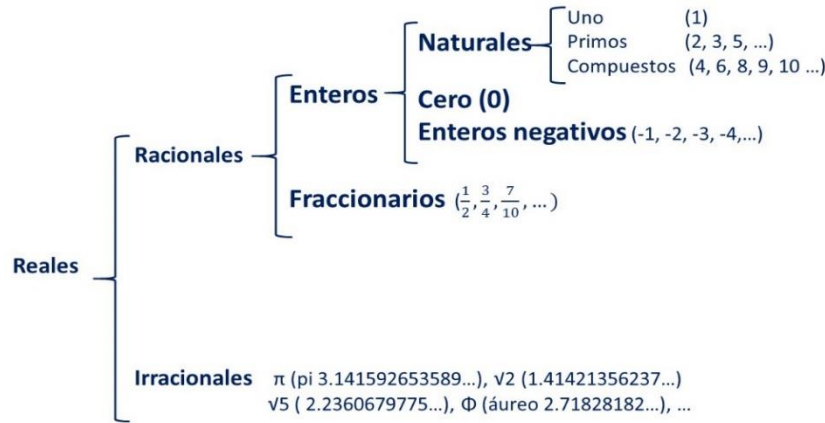 Uno (1)
Naturales
Primos (2, 3, 5, ...)
Compuestos (4, 6, 8, 9, 10 ...)
Enteros
Cero (0)
Enteros negativos (-1, -2, -3, -4,...)
Racionales
Fraccionarios (1/2, 3/4, 7/10, ... )
Reales
Irracionales π (pi 3.141592653589...), √2 (1.41421356237...)
√5 ( 2.2360679775...), Φ (áureo 2.71828182...), ...